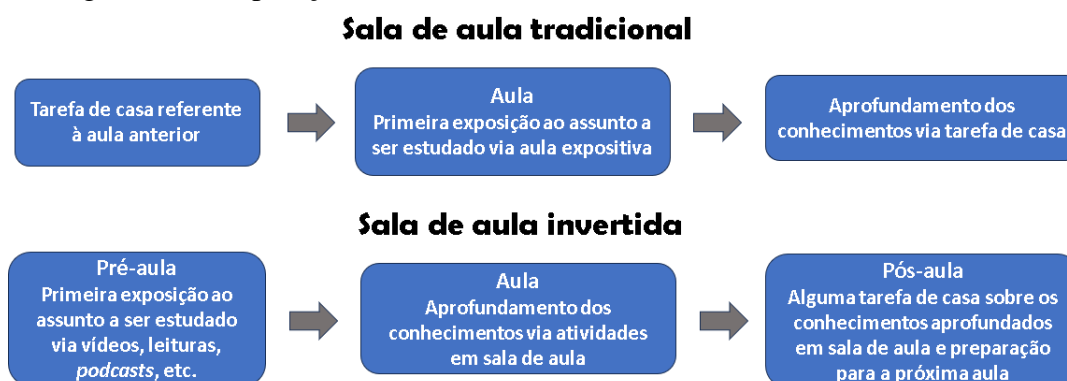 Sala de aula tradicional
Tarefa de casa referente
à aula anterior
Aula
Primeira exposição ao assunto a
ser estudado via aula expositiva
Aprofundamento dos
conhecimentos via tarefa de casa
Sala de aula invertida
Pré-aula
Primeira exposição ao
assunto a ser estudado
via vídeos, leituras,
podcasts, etc.
Aula
Aprofundamento dos
conhecimentos via atividades
em sala de aula
Pós-aula
Alguma tarefa de casa sobre os
conhecimentos aprofundados
em sala de aula e preparação
para a próxima aula